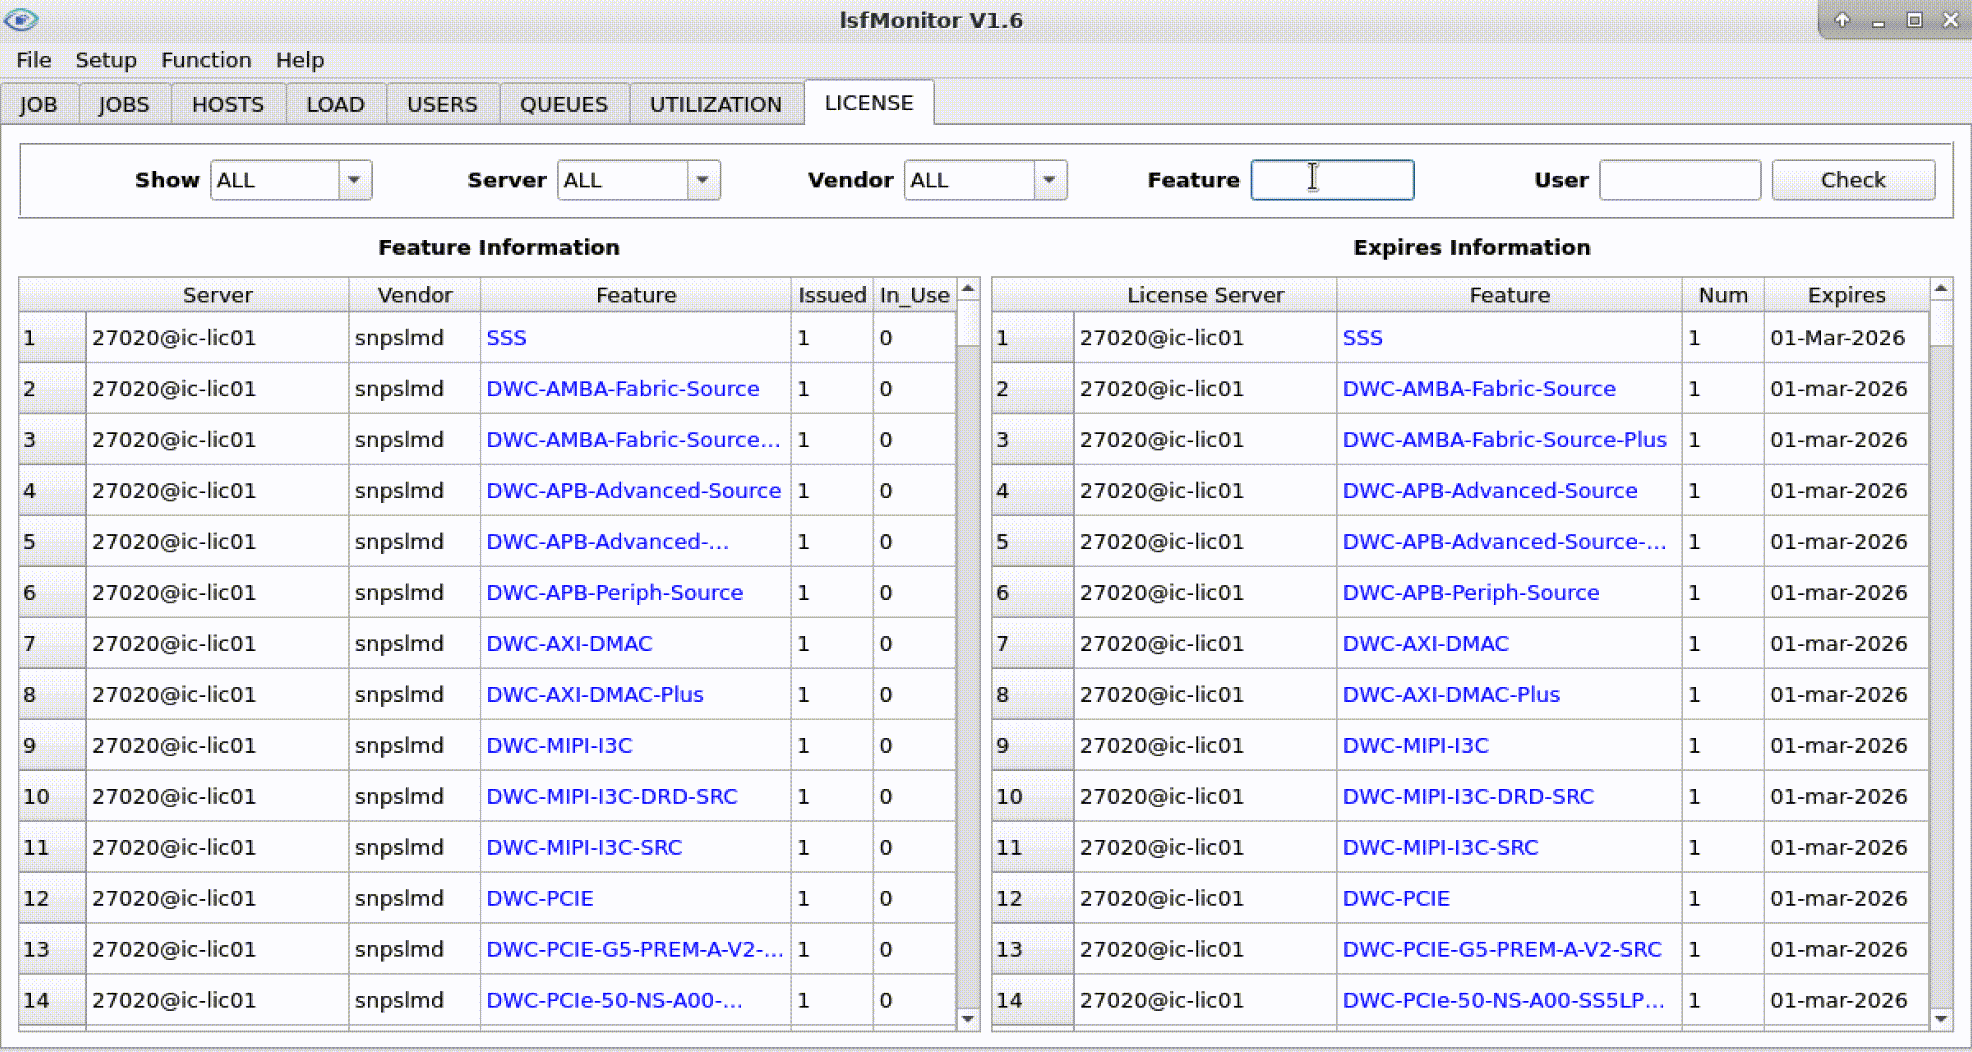 lsfMonitor V1.6
File Setup Function Help
JOB JOBS HOSTS LOAD USERS QUEUES UTILIZATION LICENSE
Show ALL Server ALL Vendor ALL Feature User Check
Feature Information Expires Information
Server Vendor Feature Issued In_Use License Server Feature Num Expires
1 27020@ic-lic01 snpslmd SSS 1 0 1 27020@ic-lic01 SSS 1 01-Mar-2026
2 27020@ic-lic01 snpslmd DWC-AMBA-Fabric-Source 1 0 2 27020@ic-lic01 DWC-AMBA-Fabric-Source 1 01-mar-2026
3 27020@ic-lic01 snpslmd DWC-AMBA-Fabric-Source... 1 0 3 27020@ic-lic01 DWC-AMBA-Fabric-Source-Plus 1 01-mar-2026
4 27020@ic-lic01 snpslmd DWC-APB-Advanced-Source 1 0 4 27020@ic-lic01 DWC-APB-Advanced-Source 1 01-mar-2026
5 27020@ic-lic01 snpslmd DWC-APB-Advanced-... 1 0 5 27020@ic-lic01 DWC-APB-Advanced-Source-... 1 01-mar-2026
6 27020@ic-lic01 snpslmd DWC-APB-Periph-Source 1 0 6 27020@ic-lic01 DWC-APB-Periph-Source 1 01-mar-2026
7 27020@ic-lic01 snpslmd DWC-AXI-DMAC 1 0 7 27020@ic-lic01 DWC-AXI-DMAC 1 01-mar-2026
8 27020@ic-lic01 snpslmd DWC-AXI-DMAC-Plus 1 0 8 27020@ic-lic01 DWC-AXI-DMAC-Plus 1 01-mar-2026
9 27020@ic-lic01 snpslmd DWC-MIPI-I3C 1 0 9 27020@ic-lic01 DWC-MIPI-I3C 1 01-mar-2026
10 27020@ic-lic01 snpslmd DWC-MIPI-I3C-DRD-SRC 1 0 10 27020@ic-lic01 DWC-MIPI-I3C-DRD-SRC 1 01-mar-2026
11 27020@ic-lic01 snpslmd DWC-MIPI-I3C-SRC 1 0 11 27020@ic-lic01 DWC-MIPI-I3C-SRC 1 01-mar-2026
12 27020@ic-lic01 snpslmd DWC-PCIE 1 0 12 27020@ic-lic01 DWC-PCIE 1 01-mar-2026
13 27020@ic-lic01 snpslmd DWC-PCIE-G5-PREM-A-V2-... 1 0 13 27020@ic-lic01 DWC-PCIE-G5-PREM-A-V2-SRC 1 01-mar-2026
14 27020@ic-lic01 snpslmd DWC-PCIe-50-NS-A00-... 1 0 14 27020@ic-lic01 DWC-PCIe-50-NS-A00-SS5LP... 1 01-mar-2026